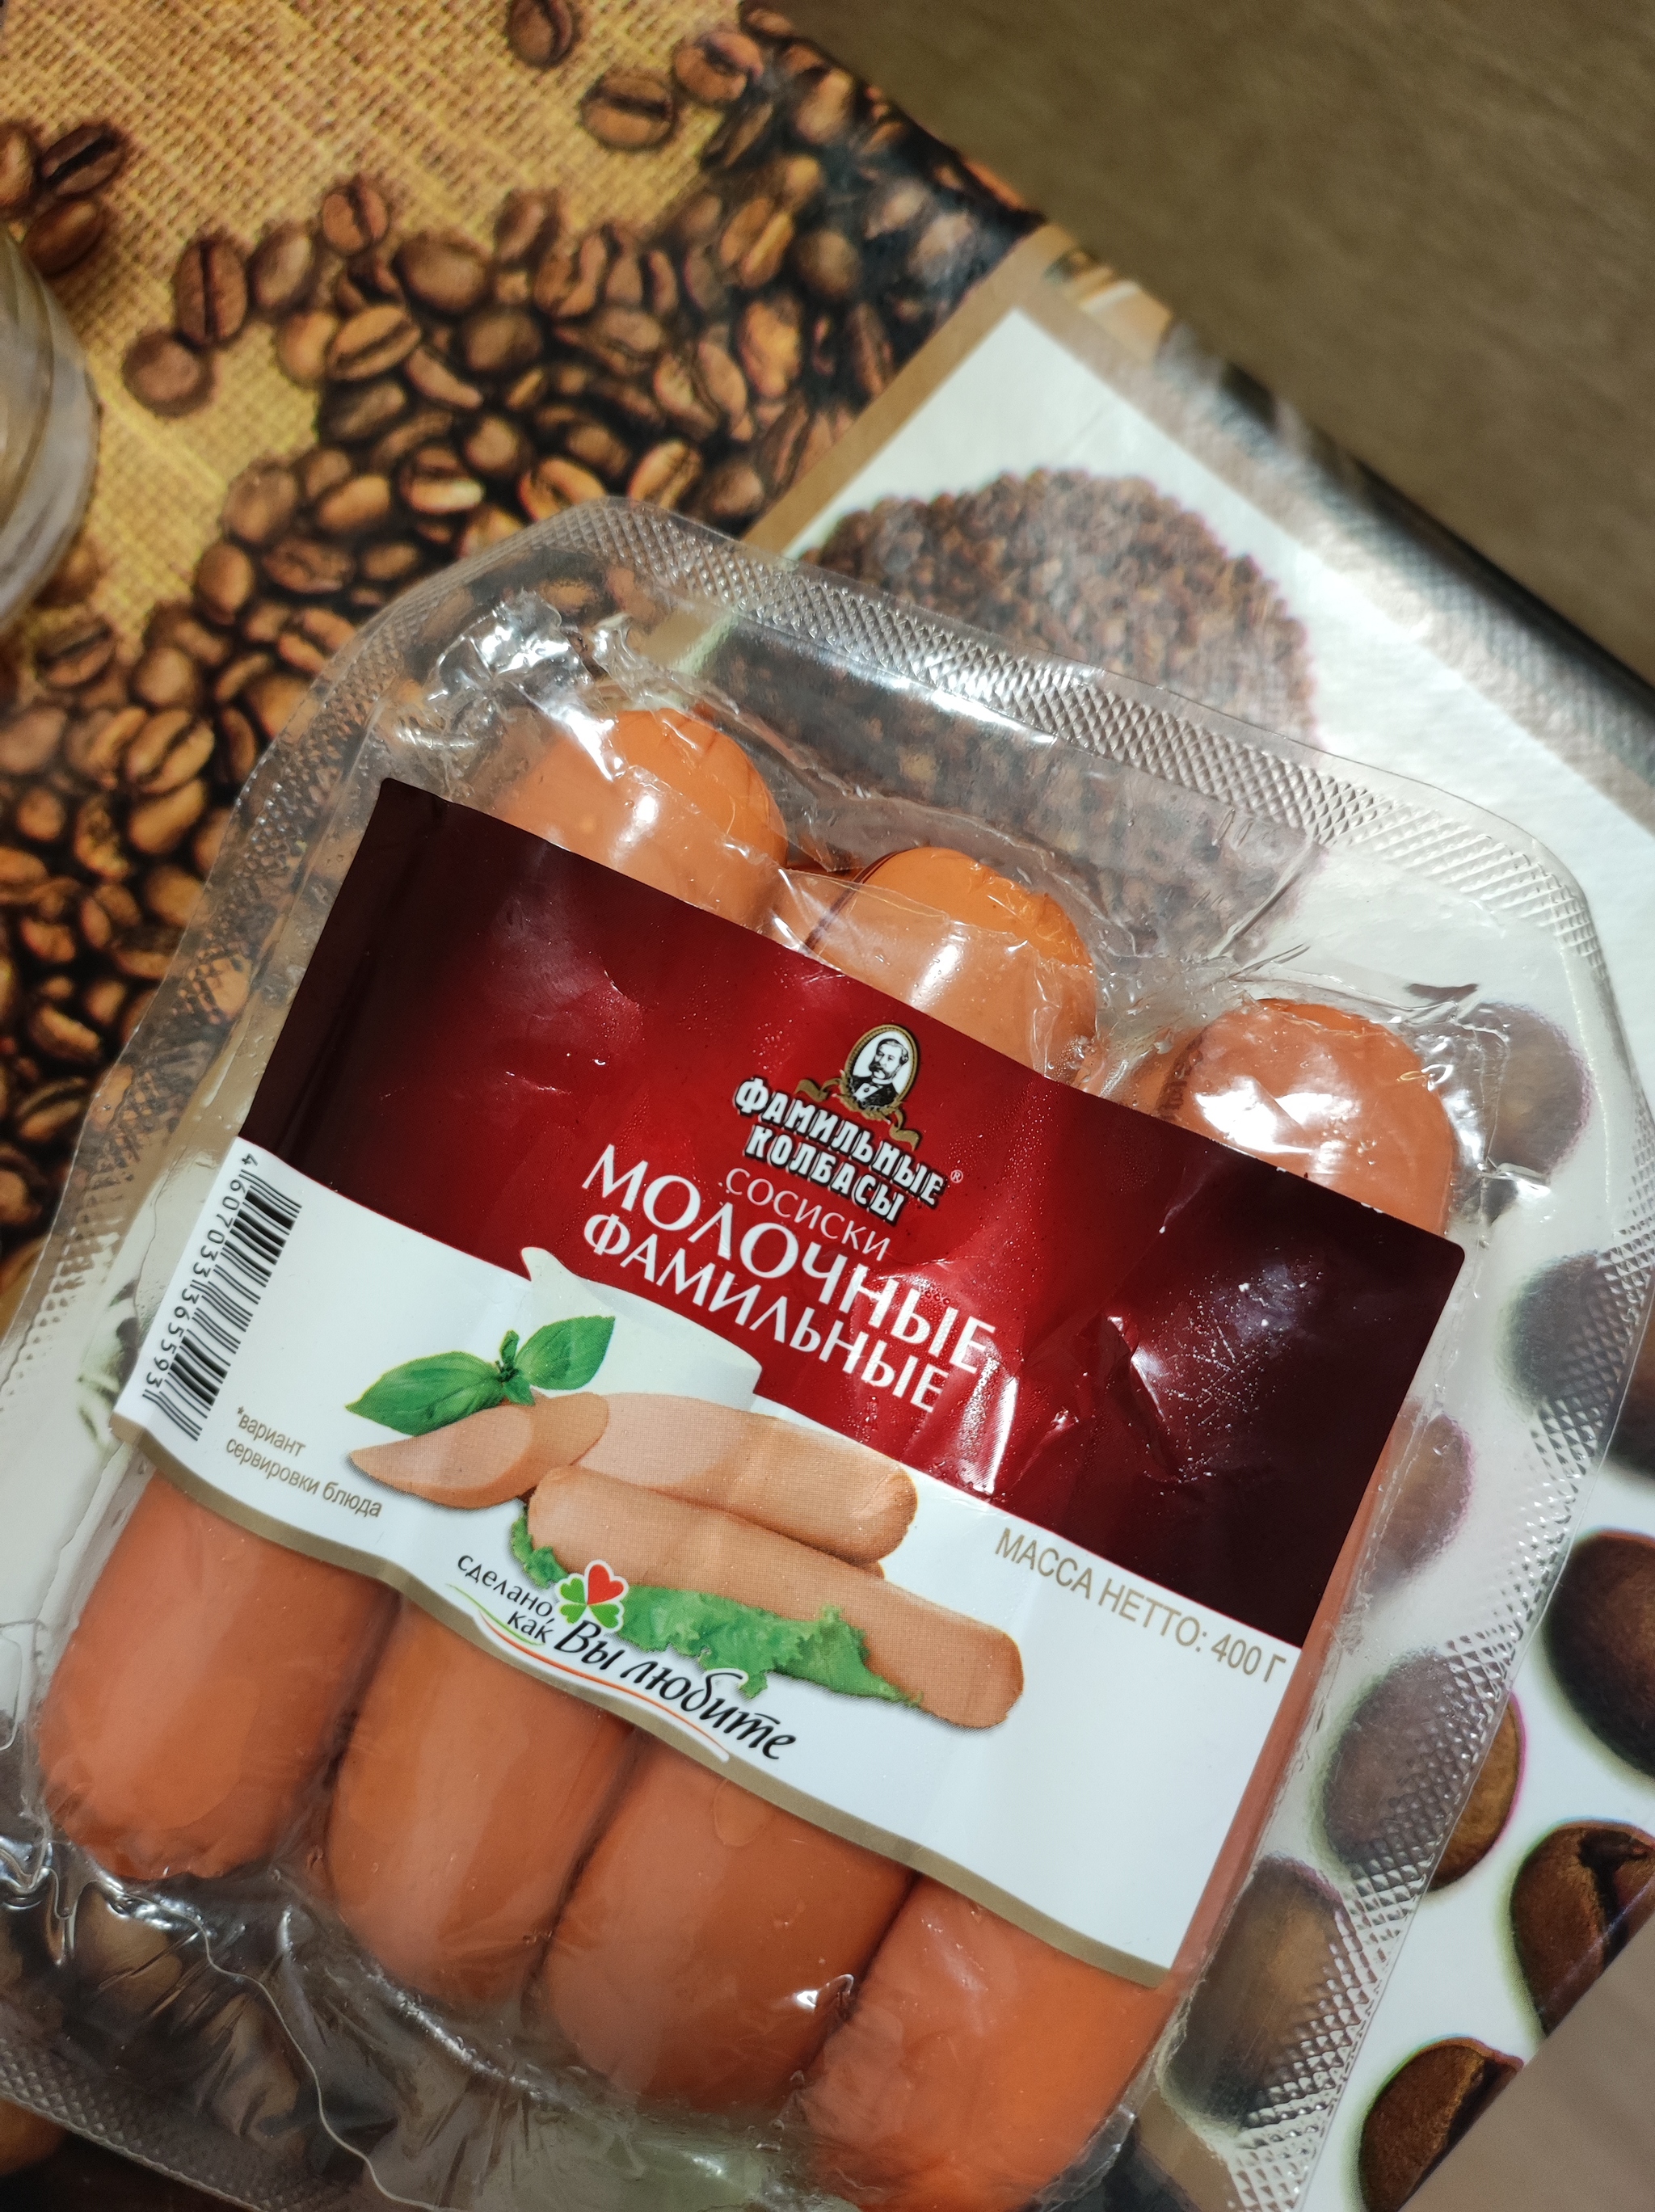 ФАМИЛЬНЫЕ
КОЛБАСЫ®
СОСИСКИ
МОЛОЧНЫЕ
ФАМИЛЬНЫЕ
4607033365593
*вариант
сервировки блюда
МАССА НЕТТО: 400 Г
сделано,
как Вы любите